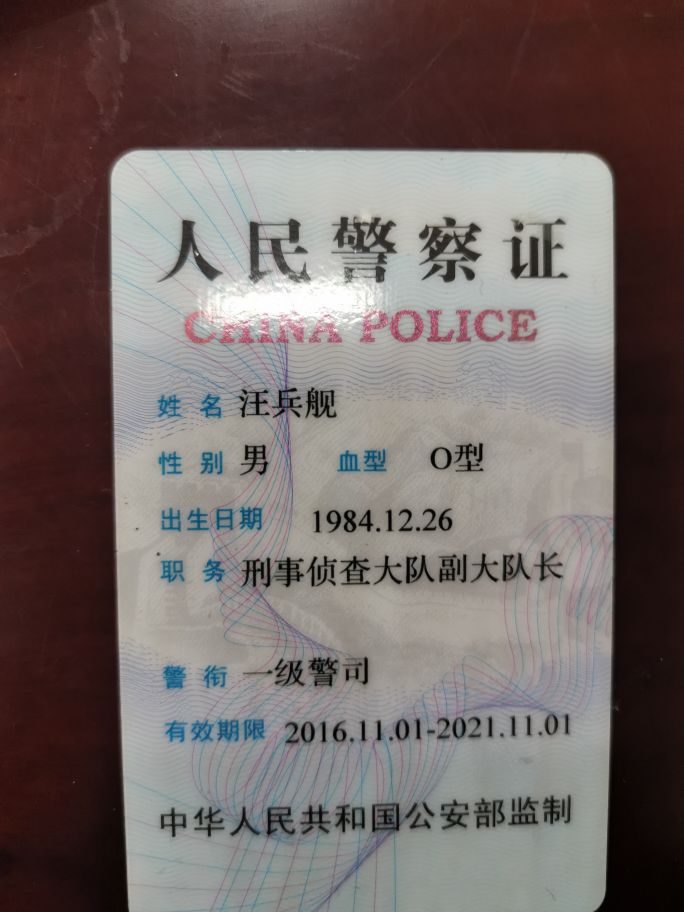 人民警察证
CHINA POLICE
姓 名 汪兵舰
性 别 男 血型 O型
出生日期 1984.12.26
职 务 刑事侦查大队副大队长
警 衔 一级警司
有效期限 2016.11.01-2021.11.01
中华人民共和国公安部监制